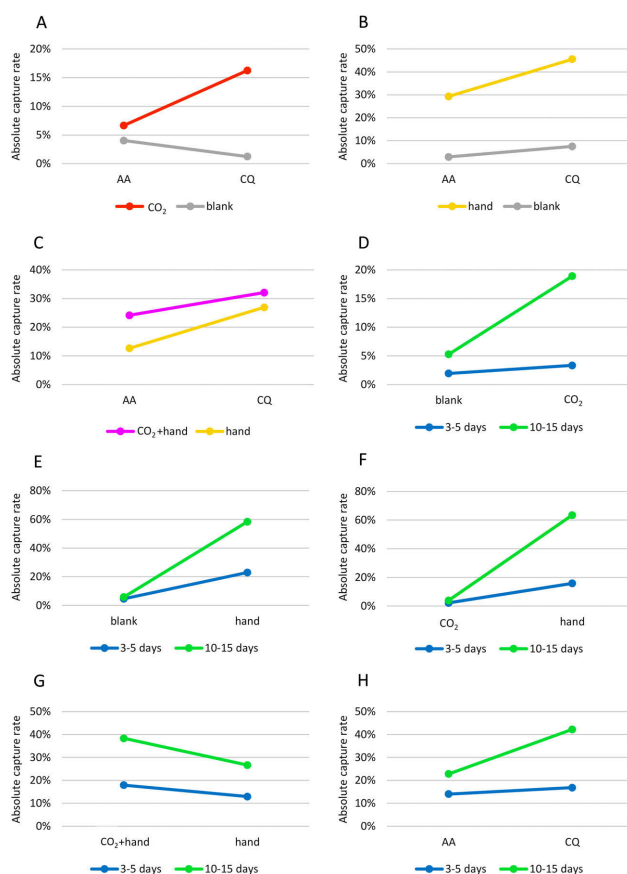 A
Absolute capture rate
20%
15%
10%
5%
0%
AA CQ
CO₂ blank
B
Absolute capture rate
50%
40%
30%
20%
10%
0%
AA CQ
hand blank
C
Absolute capture rate
40%
30%
20%
10%
0%
AA CQ
CO₂+hand hand
D
Absolute capture rate
20%
15%
10%
5%
0%
blank CO₂
3-5 days 10-15 days
E
Absolute capture rate
80%
60%
40%
20%
0%
blank hand
3-5 days 10-15 days
F
Absolute capture rate
80%
60%
40%
20%
0%
CO₂ hand
3-5 days 10-15 days
G
Absolute capture rate
50%
40%
30%
20%
10%
0%
CO₂+hand hand
3-5 days 10-15 days
H
Absolute capture rate
50%
40%
30%
20%
10%
0%
AA CQ
3-5 days 10-15 days